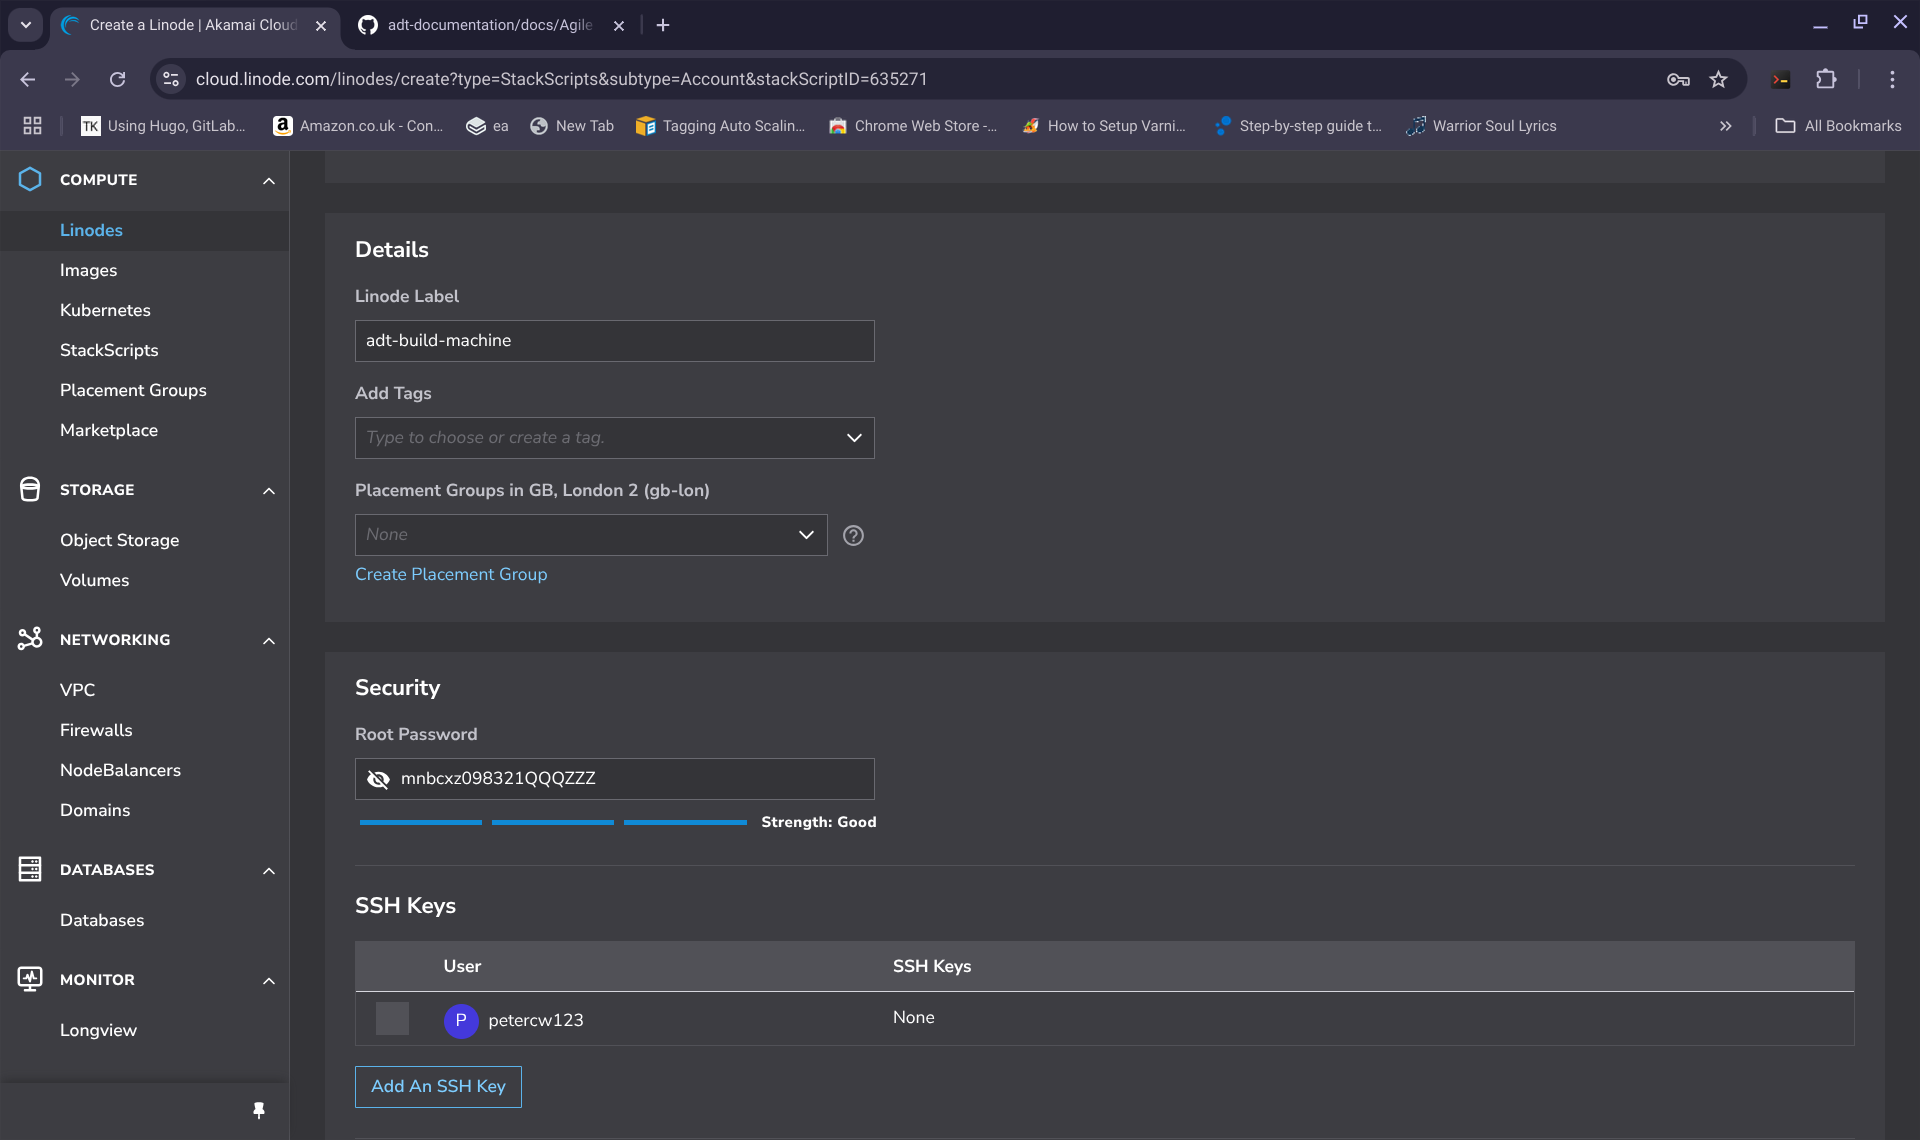 Create a Linode | Akamai Cloud
adt-documentation/docs/Agile
cloud.linode.com/linodes/create?type=StackScripts&subtype=Account&stackScriptID=635271
TK Using Hugo, GitLab...
a Amazon.co.uk - Con...
ea
New Tab
Tagging Auto Scalin...
Chrome Web Store -...
How to Setup Varni...
Step-by-step guide t...
Warrior Soul Lyrics
All Bookmarks
COMPUTE
Linodes
Images
Kubernetes
StackScripts
Placement Groups
Marketplace
STORAGE
Object Storage
Volumes
NETWORKING
VPC
Firewalls
NodeBalancers
Domains
DATABASES
Databases
MONITOR
Longview
Details
Linode Label
adt-build-machine
Add Tags
Type to choose or create a tag.
Placement Groups in GB, London 2 (gb-lon)
None
Create Placement Group
Security
Root Password
mnbcxz098321QQQZZZ
Strength: Good
SSH Keys
User SSH Keys
P petercw123 None
Add An SSH Key